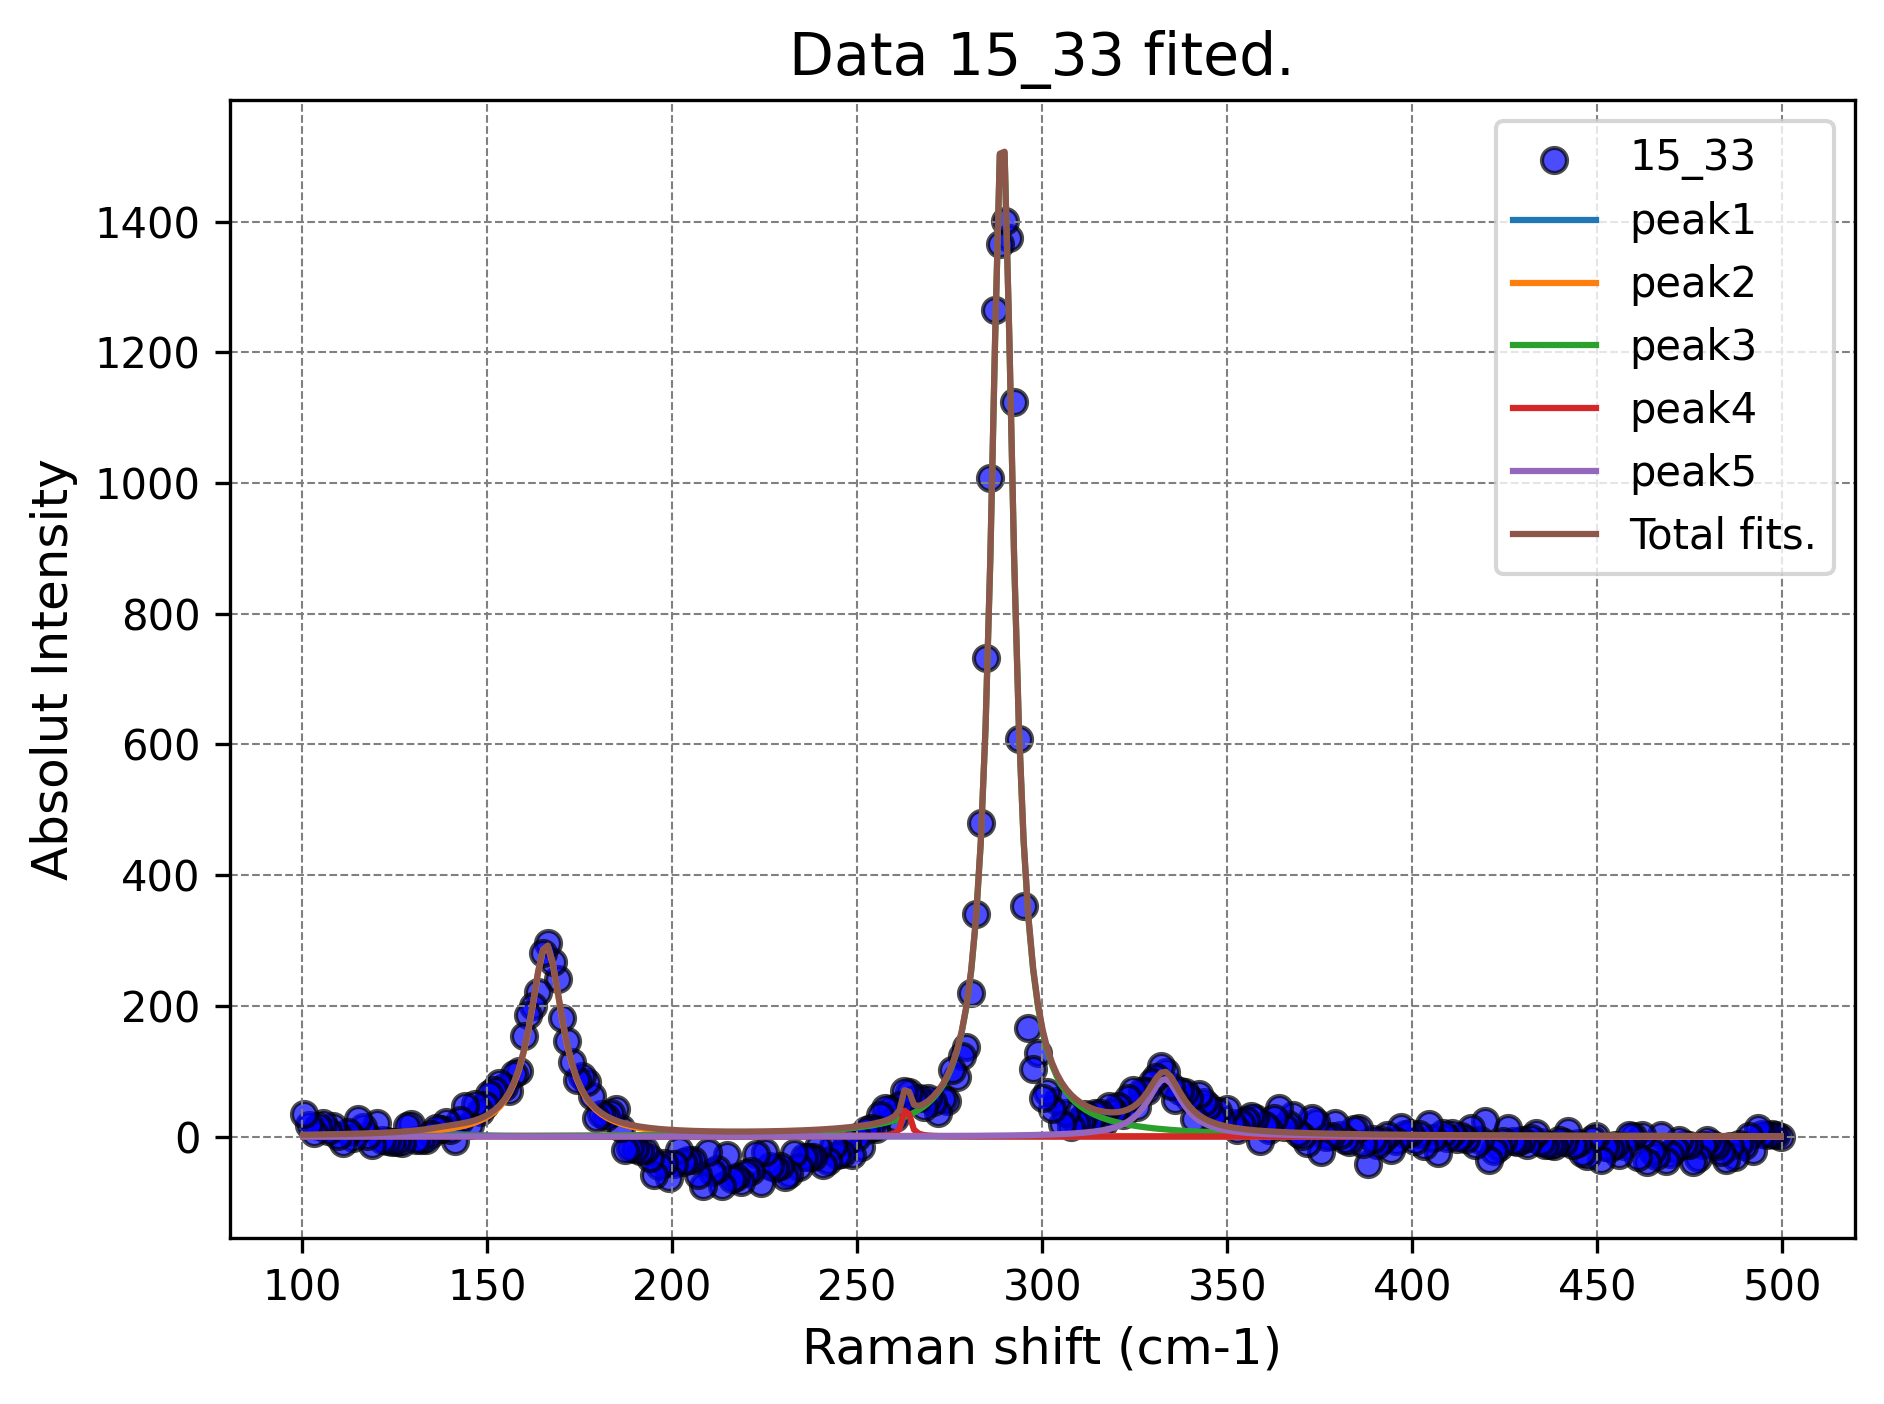 Data 15_33 fited.
15_33
peak1
peak2
peak3
peak4
peak5
Total fits.
Absolut Intensity
1400
1200
1000
800
600
400
200
0
100 150 200 250 300 350 400 450 500
Raman shift (cm-1)